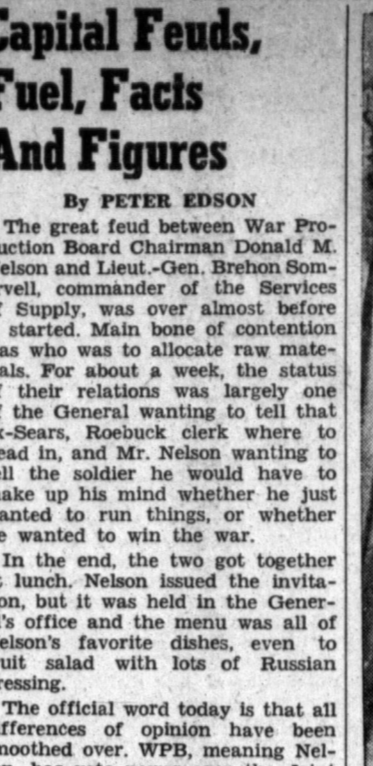 Capital Feuds,
Fuel, Facts
And Figures
By PETER EDSON
The great feud between War Pro-
uction Board Chairman Donald M.
elson and Lieut.-Gen. Brehon Som-
rvell, commander of the Services
f Supply, was over almost before
started. Main bone of contention
as who was to allocate raw mate-
als. For about a week, the status
f their relations was largely one
f the General wanting to tell that
x-Sears, Roebuck clerk where to
ead in, and Mr. Nelson wanting to
ell the soldier he would have to
ake up his mind whether he just
anted to run things, or whether
e wanted to win the war.
In the end, the two got together
t lunch. Nelson issued the invita-
on, but it was held in the Gener-
l's office and the menu was all of
elson's favorite dishes, even to
uit salad with lots of Russian
ressing.
The official word today is that all
ifferences of opinion have been
moothed over. WPB, meaning Nel-